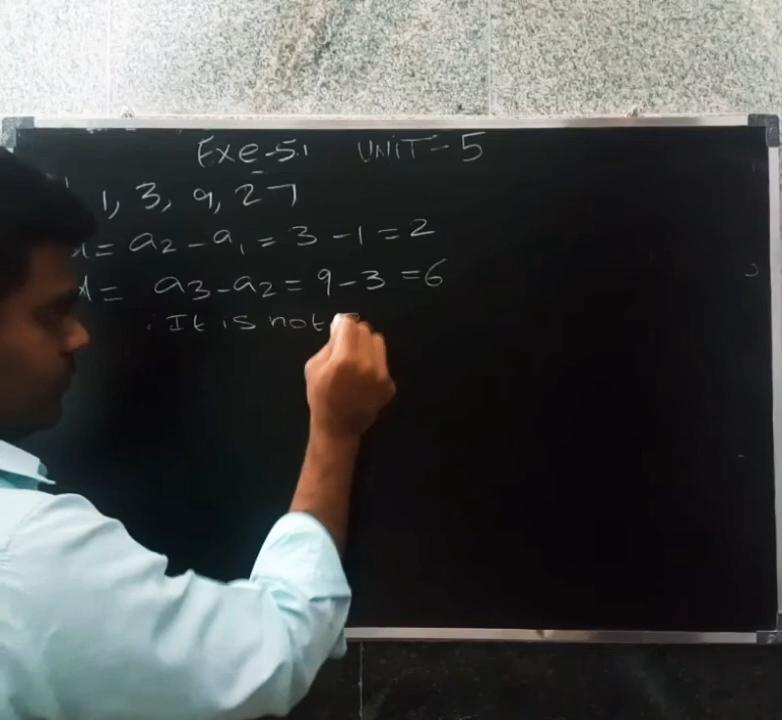 Exe-5.1 UNIT-5
1, 3, 9, 27
d = a2 - a1 = 3 - 1 = 2
d = a3 - a2 = 9 - 3 = 6
It is not